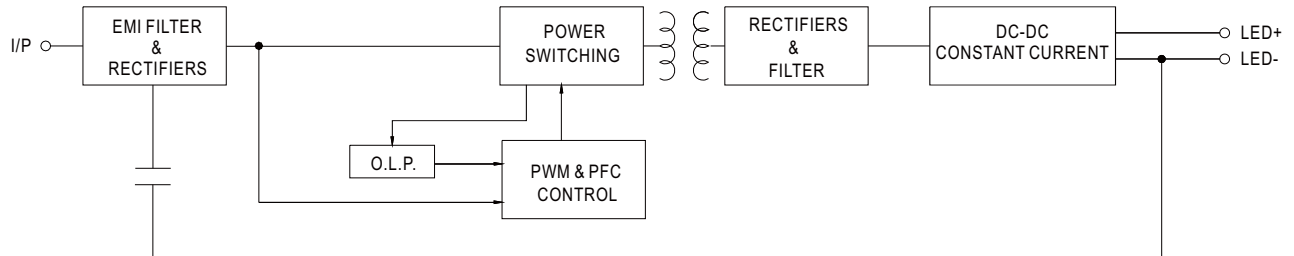 I/P
EMI FILTER
&
RECTIFIERS
POWER
SWITCHING
RECTIFIERS
&
FILTER
DC-DC
CONSTANT CURRENT
LED+
LED-
O.L.P.
PWM & PFC
CONTROL